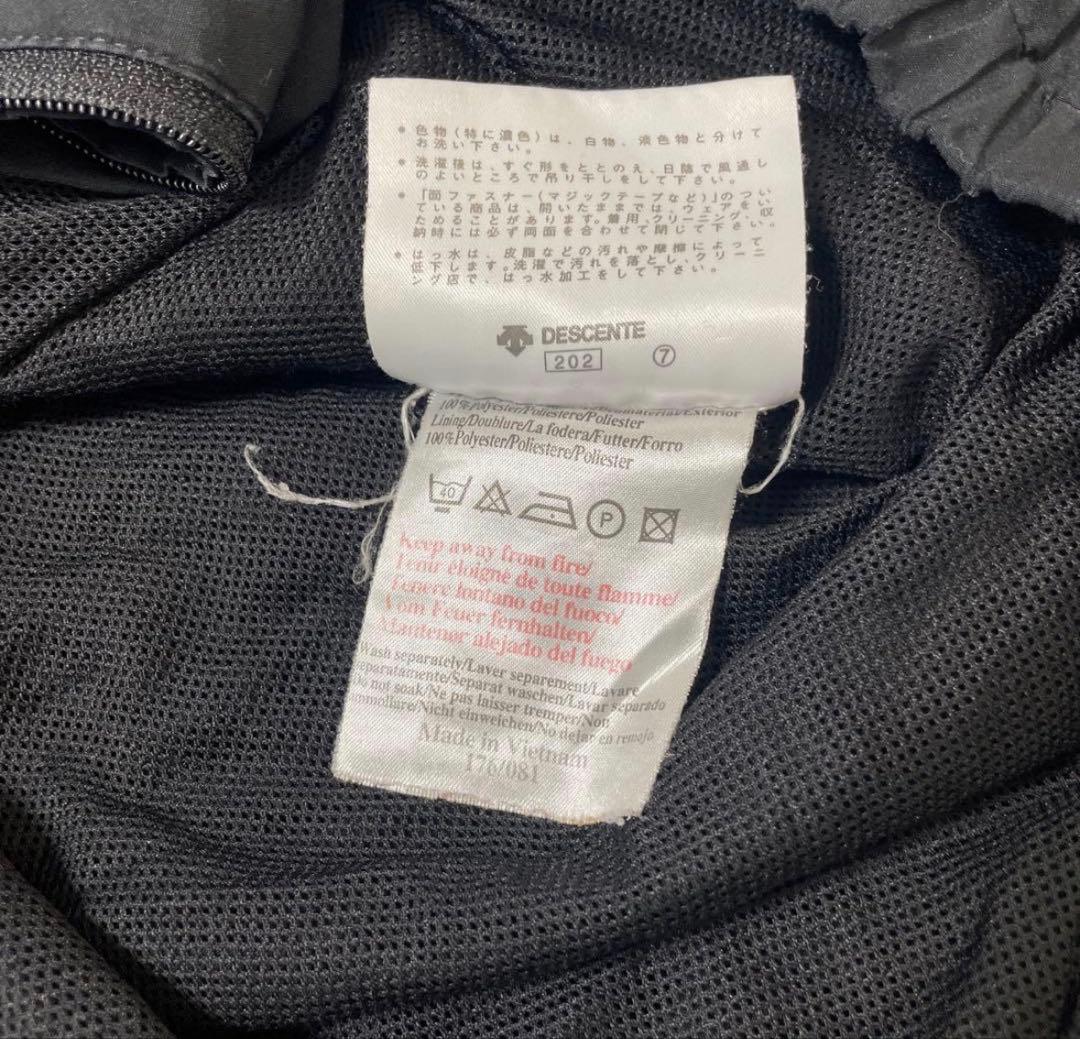 * 色物(特に濃色)は、白物、淡色物と分けて
お洗い下さい。
* 洗濯後は、すぐ形をととのえ、日陰で風通し
のよいところで吊り干しをして下さい。
* 「面ファスナー(マジックテープなど)」のつい
ている商品は、開いたままでは、ウェアをい
ためることがあります。着用、クリーニング、収
納時には必ず両面を合わせて閉じて下さい。
* はっ水は、皮脂などの汚れや摩擦によって
低下します。洗濯で汚れを落とし、クリーニ
ング店で、はっ水加工をして下さい。
DESCENTE
202 ⑦
100%Polyester/Poliestere/Poliester
Lining/Doublure/La fodera/Futter/Forro
100%Polyester/Poliestere/Poliester
40 P
Keep away from fire/
Tenir éloigné de toute flamme/
Tenere lontano del fuoco/
Vom Feuer fernhalten/
Mantener alejado del fuego
Wash separately/Laver separement/Lavare
separatamente/Separat waschen/Lavar separado
Do not soak/Ne pas laisser tremper/Non
immolliure/Nicht einweichen/No dejar en remojo
Made in Vietnam
176/081